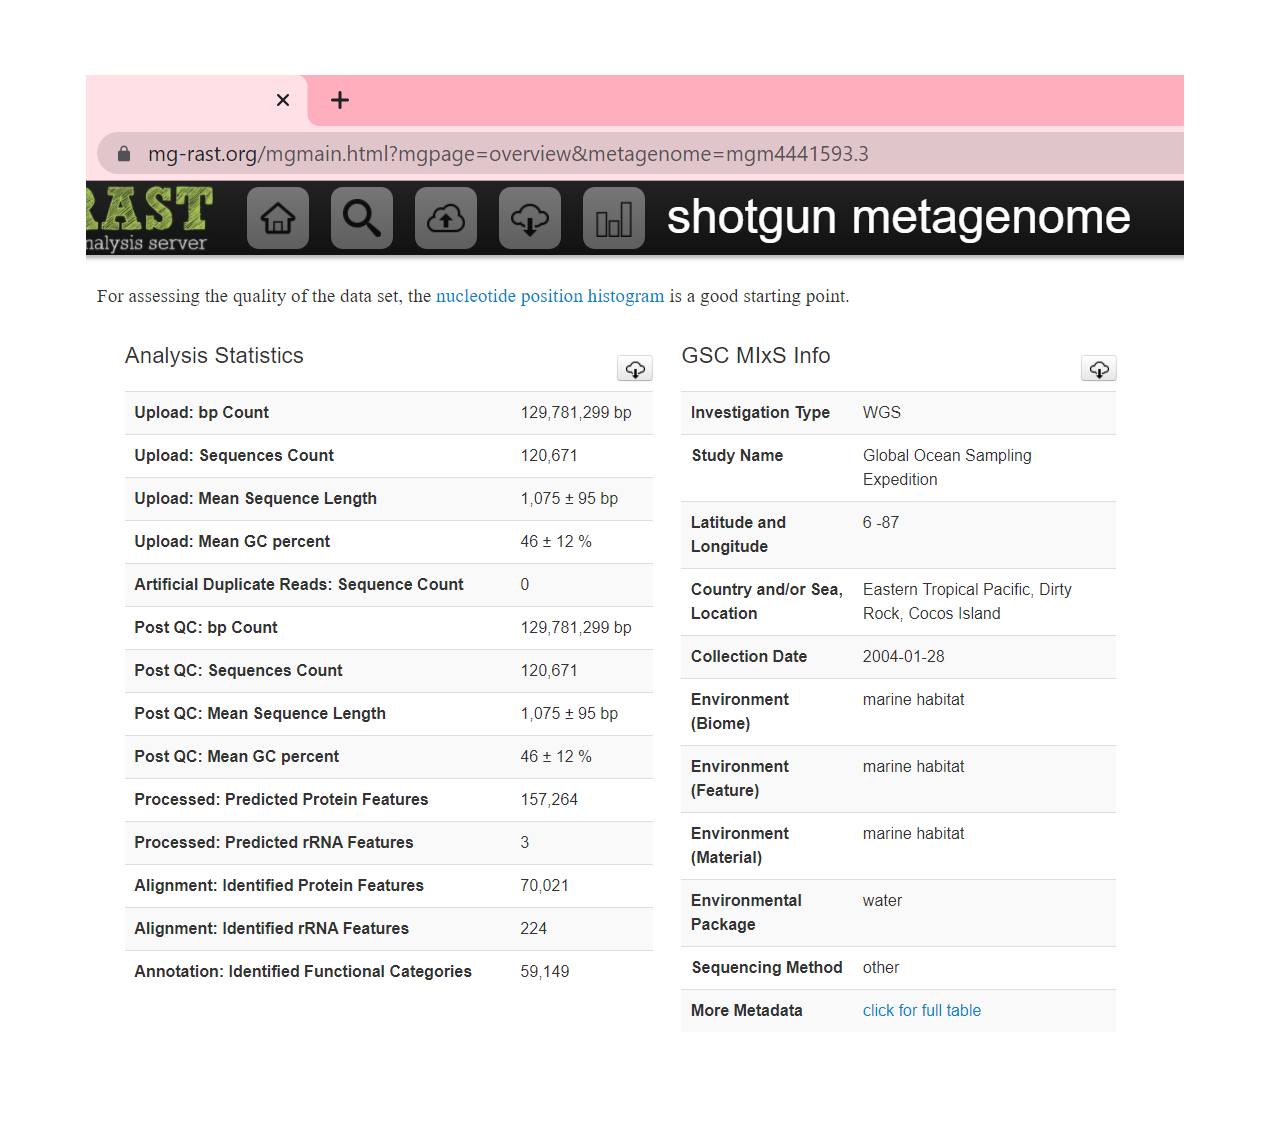 mg-rast.org/mgmain.html?mgpage=overview&metagenome=mgm4441593.3
RAST
nalysis server
shotgun metagenome
For assessing the quality of the data set, the nucleotide position histogram is a good starting point.
Analysis Statistics
Upload: bp Count 129,781,299 bp
Upload: Sequences Count 120,671
Upload: Mean Sequence Length 1,075 ± 95 bp
Upload: Mean GC percent 46 ± 12 %
Artificial Duplicate Reads: Sequence Count 0
Post QC: bp Count 129,781,299 bp
Post QC: Sequences Count 120,671
Post QC: Mean Sequence Length 1,075 ± 95 bp
Post QC: Mean GC percent 46 ± 12 %
Processed: Predicted Protein Features 157,264
Processed: Predicted rRNA Features 3
Alignment: Identified Protein Features 70,021
Alignment: Identified rRNA Features 224
Annotation: Identified Functional Categories 59,149
GSC MIxS Info
Investigation Type WGS
Study Name Global Ocean Sampling
Expedition
Latitude and 6 -87
Longitude
Country and/or Sea, Eastern Tropical Pacific, Dirty
Location Rock, Cocos Island
Collection Date 2004-01-28
Environment marine habitat
(Biome)
Environment marine habitat
(Feature)
Environment marine habitat
(Material)
Environmental water
Package
Sequencing Method other
More Metadata click for full table